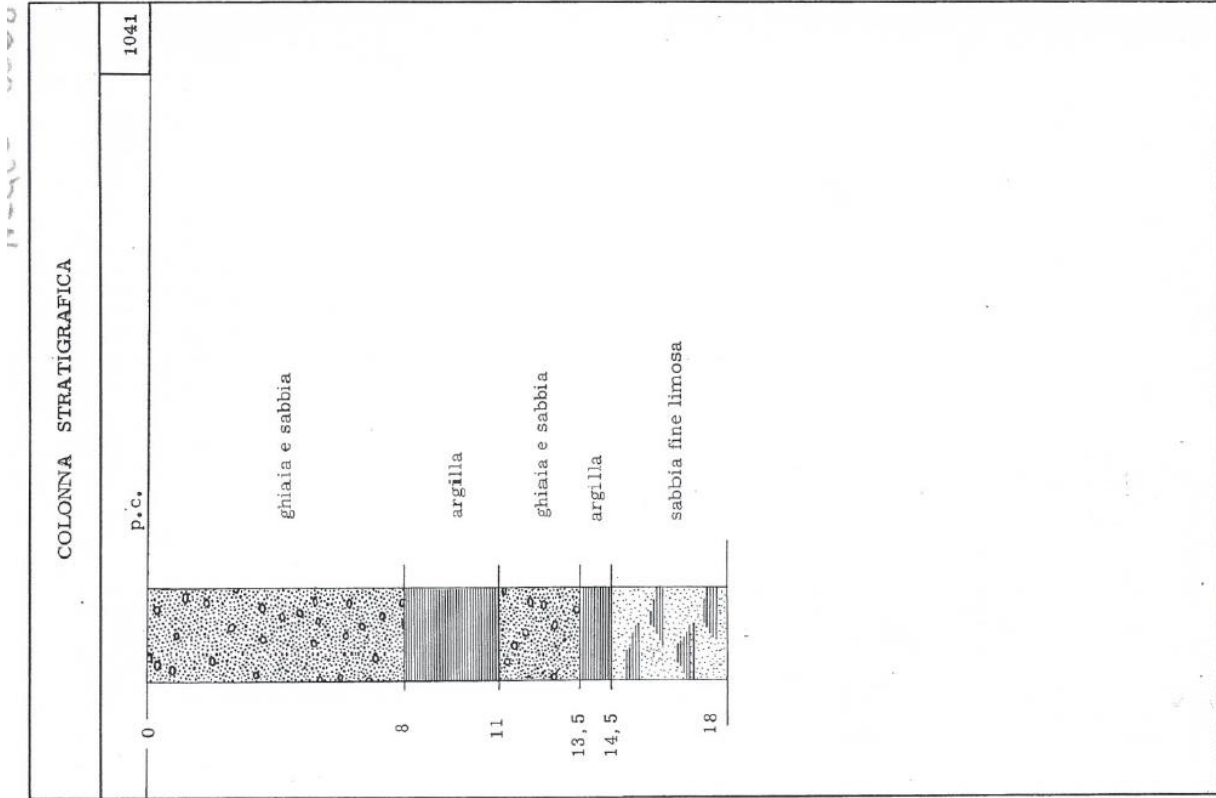 COLONNA STRATIGRAFICA
1041
p.c.
0
ghiaia e sabbia
8
argilla
11
ghiaia e sabbia
13,5
argilla
14,5
sabbia fine limosa
18